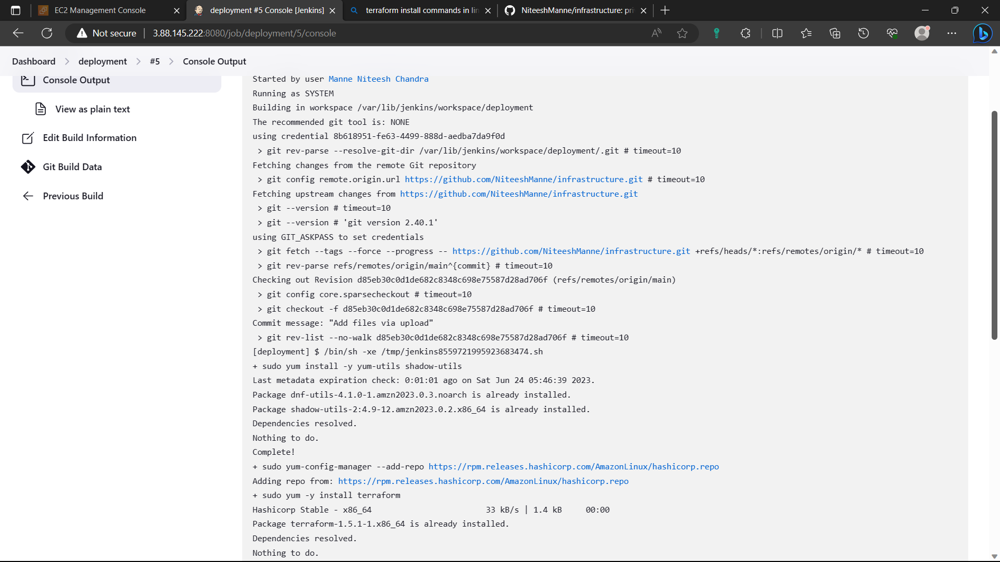 EC2 Management Console
deployment #5 Console [Jenkins]
terraform install commands in lin
NiteeshManne/infrastructure: pri
Not secure
3.88.145.222:8080/job/deployment/5/console
Dashboard
deployment
#5
Console Output
Console Output
View as plain text
Edit Build Information
Git Build Data
Previous Build
Started by user Manne Niteesh Chandra
Running as SYSTEM
Building in workspace /var/lib/jenkins/workspace/deployment
The recommended git tool is: NONE
using credential 8b618951-fe63-4499-888d-aedba7da9f0d
> git rev-parse --resolve-git-dir /var/lib/jenkins/workspace/deployment/.git # timeout=10
Fetching changes from the remote Git repository
> git config remote.origin.url https://github.com/NiteeshManne/infrastructure.git # timeout=10
Fetching upstream changes from https://github.com/NiteeshManne/infrastructure.git
> git --version # timeout=10
> git --version # 'git version 2.40.1'
using GIT_ASKPASS to set credentials
> git fetch --tags --force --progress -- https://github.com/NiteeshManne/infrastructure.git +refs/heads/*:refs/remotes/origin/* # timeout=10
> git rev-parse refs/remotes/origin/main^{commit} # timeout=10
Checking out Revision d85eb30c0d1de682c8348c698e75587d28ad706f (refs/remotes/origin/main)
> git config core.sparsecheckout # timeout=10
> git checkout -f d85eb30c0d1de682c8348c698e75587d28ad706f # timeout=10
Commit message: "Add files via upload"
> git rev-list --no-walk d85eb30c0d1de682c8348c698e75587d28ad706f # timeout=10
[deployment] $ /bin/sh -xe /tmp/jenkins8559721995923683474.sh
+ sudo yum install -y yum-utils shadow-utils
Last metadata expiration check: 0:01:01 ago on Sat Jun 24 05:46:39 2023.
Package dnf-utils-4.1.0-1.amzn2023.0.3.noarch is already installed.
Package shadow-utils-2:4.9-12.amzn2023.0.2.x86_64 is already installed.
Dependencies resolved.
Nothing to do.
Complete!
+ sudo yum-config-manager --add-repo https://rpm.releases.hashicorp.com/AmazonLinux/hashicorp.repo
Adding repo from: https://rpm.releases.hashicorp.com/AmazonLinux/hashicorp.repo
+ sudo yum -y install terraform
Hashicorp Stable - x86_64 33 kB/s | 1.4 kB 00:00
Package terraform-1.5.1-1.x86_64 is already installed.
Dependencies resolved.
Nothing to do.